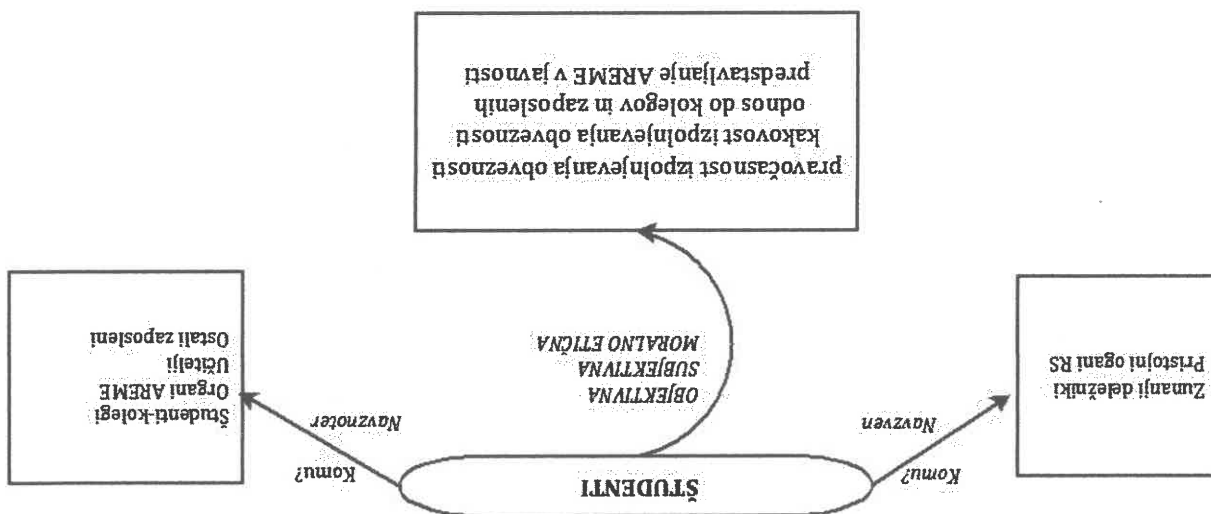 ŠTUDENTI
Komu?
Navzven
Zunanji deležniki
Pristojni ogani RS
OBJEKTIVNA
SUBJEKTIVNA
MORALNO ETIČNA
Komu?
Navznoter
Študenti-kolegi
Organi AREME
Učitelji
Ostali zaposleni
pravočasnost izpolnjevanja obveznosti
kakovost izpolnjevanja obveznosti
odnos do kolegov in zaposlenih
predstavljanje AREME v javnosti